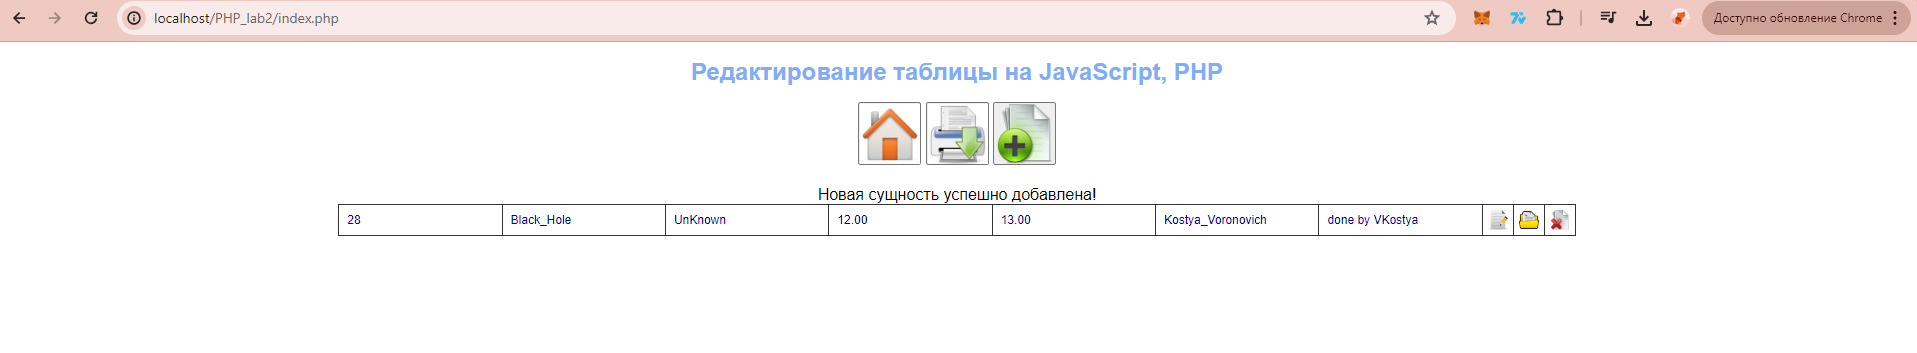 localhost/PHP_lab2/index.php
Доступно обновление Chrome
Редактирование таблицы на JavaScript, PHP
Новая сущность успешно добавлена!
28 Black_Hole UnKnown 12.00 13.00 Kostya_Voronovich done by VKostya